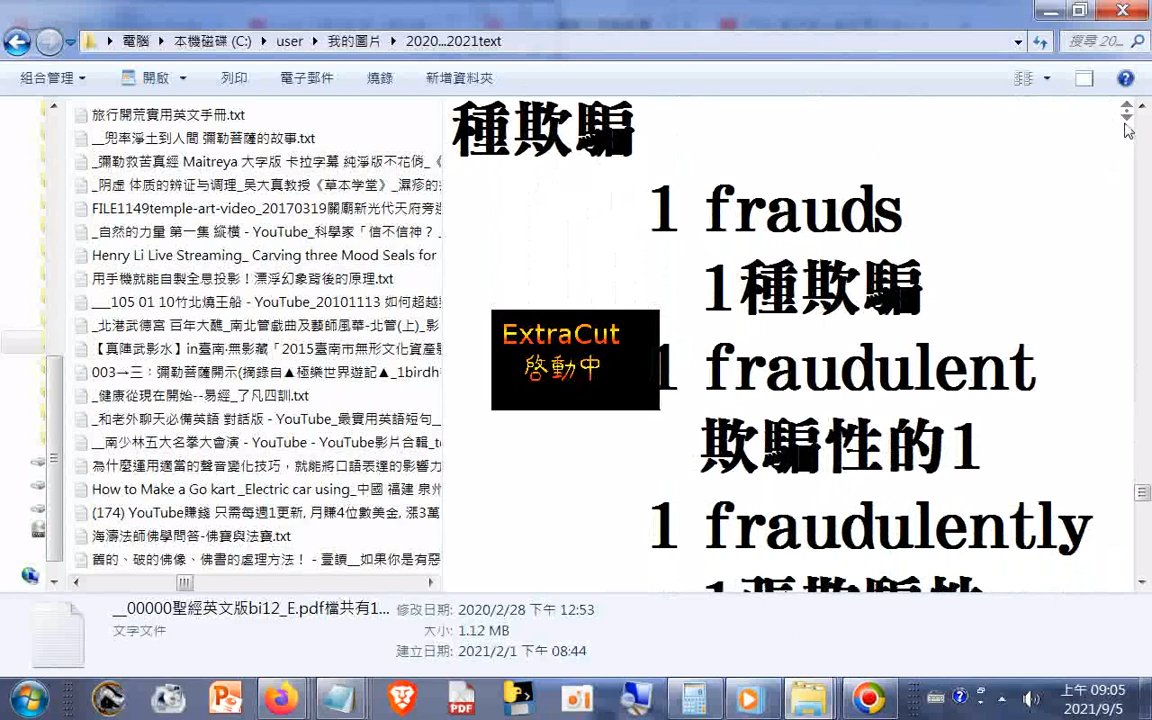 電腦 本機磁碟 (C:) user 我的圖片 2020...2021text 搜尋 20...
組合管理 開啟 列印 電子郵件 燒錄 新增資料夾
旅行開荒實用英文手冊.txt
__兜率淨土到人間 彌勒菩薩的故事.txt
_彌勒救苦真經 Maitreya 大字版 卡拉字幕 純淨版不花俏_《
_阴虚 体质的辨证与调理_吴大真教授《草本学堂》_濕疹的
FILE1149temple-art-video_20170319關廟新光代天府旁邊
_自然的力量 第一集 縱橫 - YouTube_科學家「信不信神？
Henry Li Live Streaming_ Carving three Mood Seals for
用手機就能自製全息投影！漂浮幻象背後的原理.txt
___105 01 10竹北燒王船 - YouTube_20101113 如何超越
_北港武德宮 百年大醮_南北管戲曲及藝師風華-北管(上)_影
【真陣武影水】in臺南·無影藏「2015臺南市無形文化資產
003→三︰彌勒菩薩開示(摘錄自▲極樂世界遊記▲_1birdh
_健康從現在開始--易經_了凡四訓.txt
_和老外聊天必備英語 對話版 - YouTube_最實用英語短句_
__南少林五大名拳大會演 - YouTube - YouTube影片合輯_to
為什麼運用適當的聲音變化技巧，就能將口語表達的影響力
How to Make a Go kart _Electric car using_中國 福建 泉州
(174) YouTube賺錢 只需每週1更新, 月賺4位數美金, 漲3萬
海濤法師佛學問答-佛寶與法寶.txt
舊的、破的佛像、佛書的處理方法！ - 壹讀__如果你是有惡
種欺騙
1 frauds
1種欺騙
1 fraudulent
欺騙性的1
1 fraudulently
1張欺騙性
ExtraCut
啓動中
__00000聖經英文版bi12_E.pdf檔共有1... 修改日期: 2020/2/28 下午 12:53
文字文件 大小: 1.12 MB
建立日期: 2021/2/1 下午 08:44
上午 09:05
2021/9/5